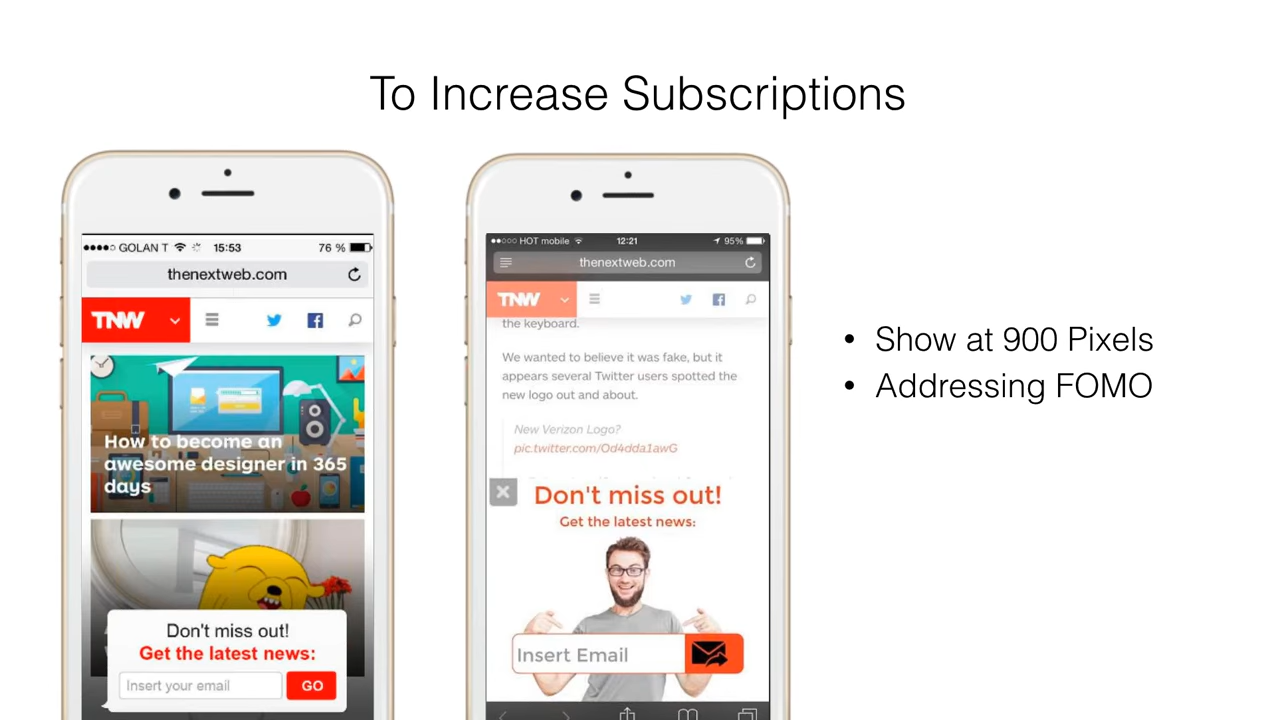 To Increase Subscriptions
GOLAN T 15:53 76 %
thenextweb.com
TNW
How to become an
awesome designer in 365
days
Don't miss out!
Get the latest news:
Insert your email GO
HOT mobile 12:21 95%
thenextweb.com
TNW
the keyboard.
We wanted to believe it was fake, but it
appears several Twitter users spotted the
new logo out and about.
New Verizon Logo?
pic.twitter.com/Od4dda1awG
Don't miss out!
Get the latest news:
Insert Email
• Show at 900 Pixels
• Addressing FOMO